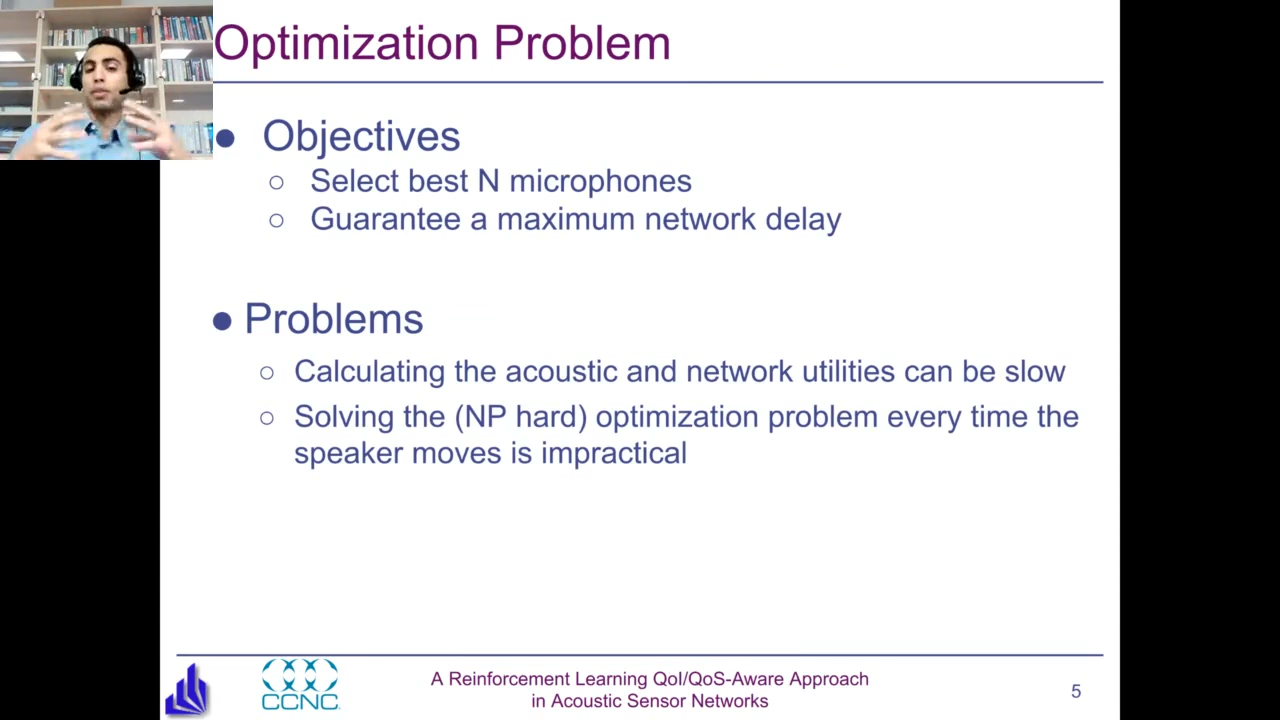 Optimization Problem
● Objectives
○ Select best N microphones
○ Guarantee a maximum network delay
● Problems
○ Calculating the acoustic and network utilities can be slow
○ Solving the (NP hard) optimization problem every time the
speaker moves is impractical
CCNC
A Reinforcement Learning QoI/QoS-Aware Approach
in Acoustic Sensor Networks
5